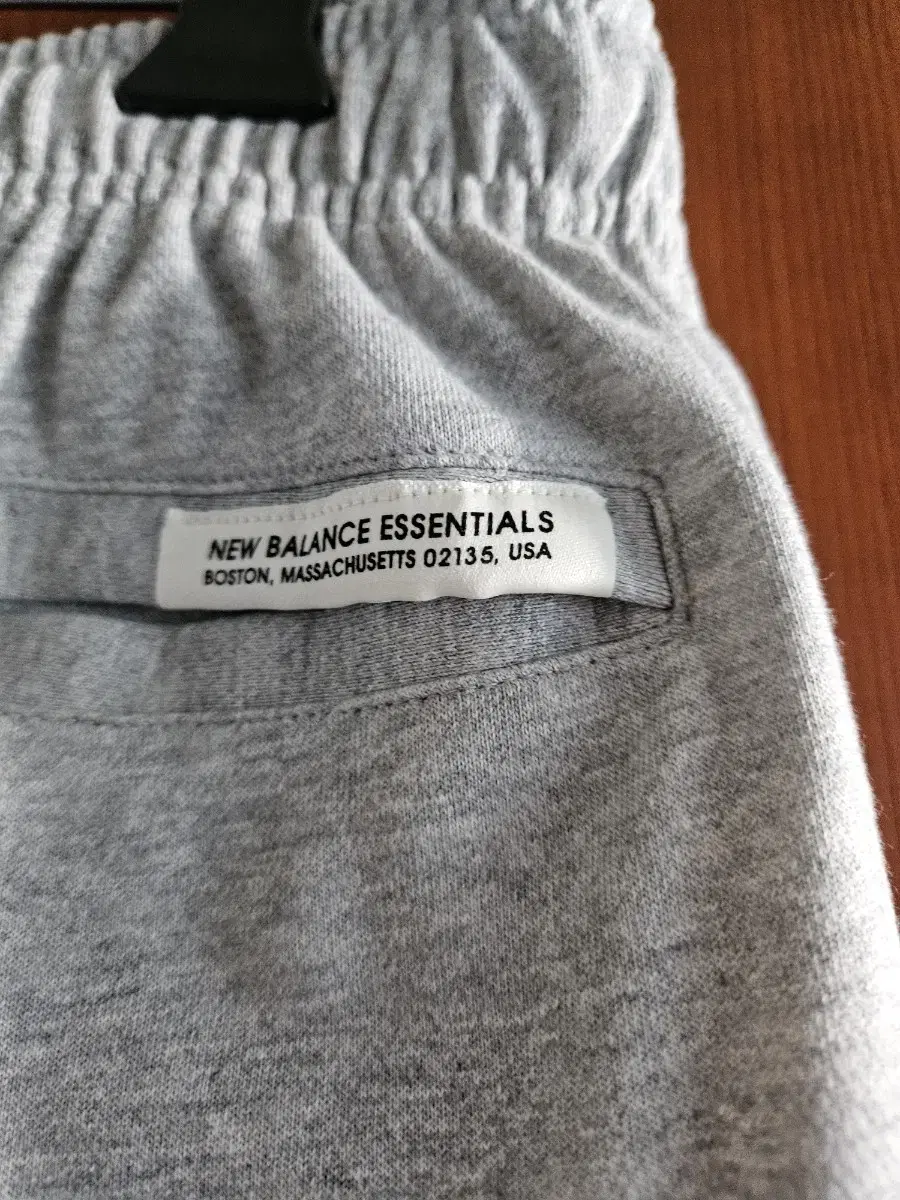 NEW BALANCE ESSENTIALS
BOSTON, MASSACHUSETTS 02135, USA